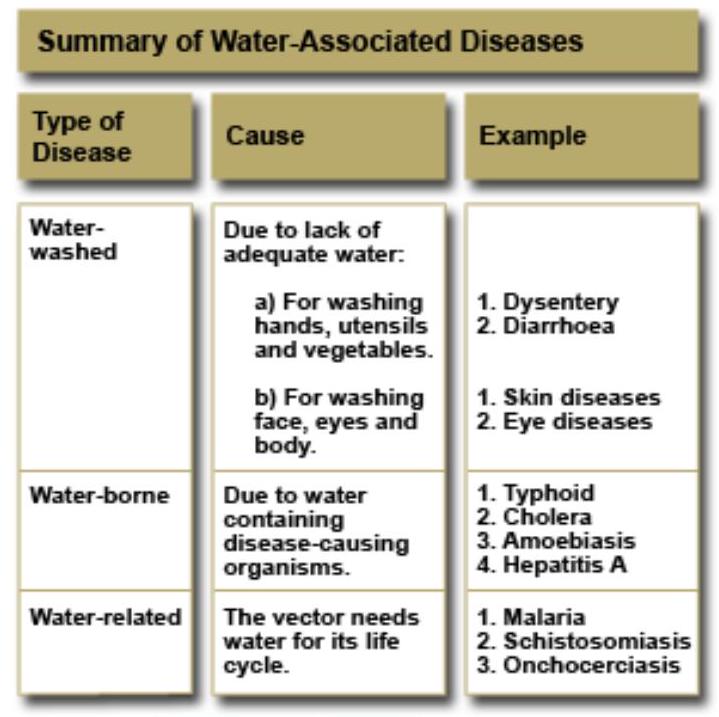 Summary of Water-Associated Diseases
Type of
Disease
Cause
Example
Water-
washed
Due to lack of
adequate water:
a) For washing
hands, utensils
and vegetables.
1. Dysentery
2. Diarrhoea
b) For washing
face, eyes and
body.
1. Skin diseases
2. Eye diseases
Water-borne
Due to water
containing
disease-causing
organisms.
1. Typhoid
2. Cholera
3. Amoebiasis
4. Hepatitis A
Water-related
The vector needs
water for its life
cycle.
1. Malaria
2. Schistosomiasis
3. Onchocerciasis